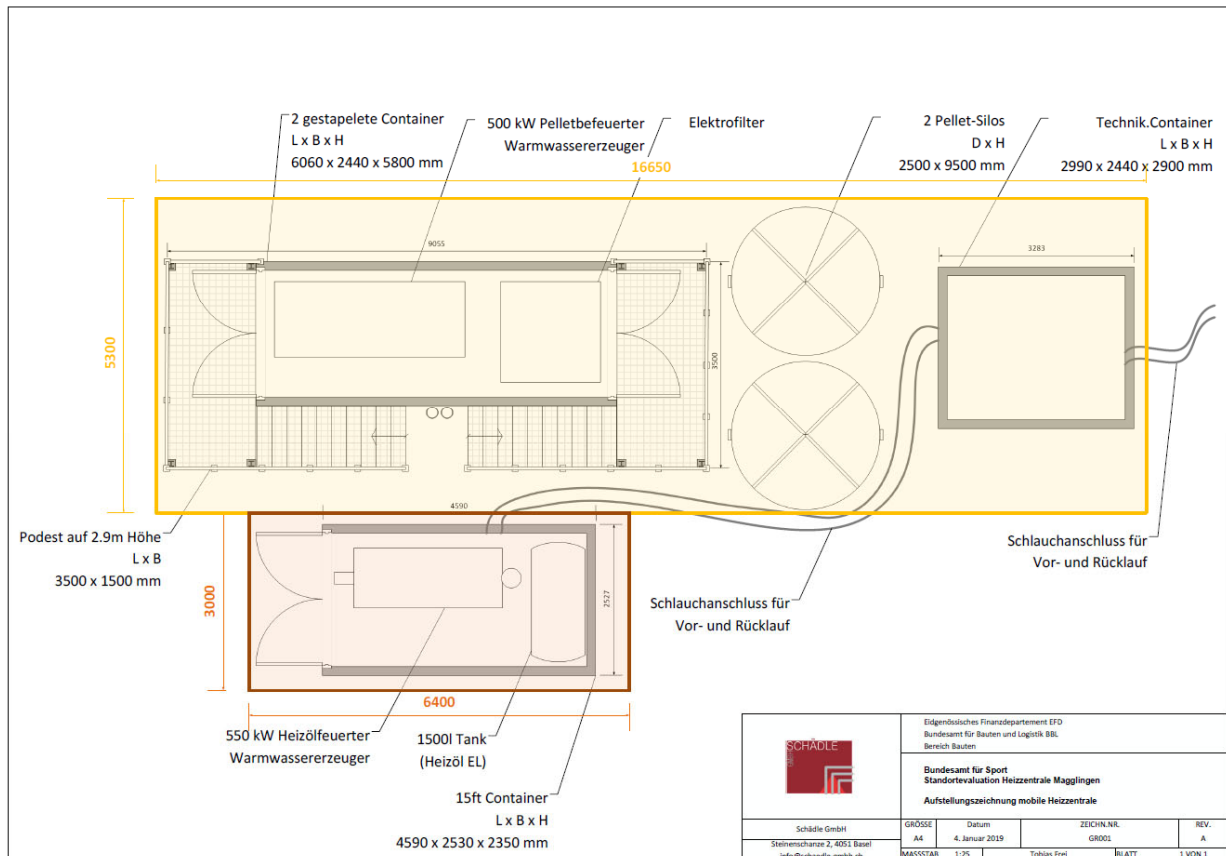 2 gestapelete Container
L x B x H
6060 x 2440 x 5800 mm
500 kW Pelletbefeuerter
Warmwassererzeuger
Elektrofilter
2 Pellet-Silos
D x H
2500 x 9500 mm
Technik.Container
L x B x H
2990 x 2440 x 2900 mm
16650
9055
3283
5300
3500
Podest auf 2.9m Höhe
L x B
3500 x 1500 mm
4590
Schlauchanschluss für
Vor- und Rücklauf
3000
2527
Schlauchanschluss für
Vor- und Rücklauf
6400
550 kW Heizölfeuerter
Warmwassererzeuger
1500l Tank
(Heizöl EL)
15ft Container
L x B x H
4590 x 2530 x 2350 mm
SCHÄDLE
GMBH
Eidgenössisches Finanzdepartement EFD
Bundesamt für Bauten und Logistik BBL
Bereich Bauten
Bundesamt für Sport
Standortevaluation Heizzentrale Magglingen
Aufstellungszeichnung mobile Heizzentrale
Schädle GmbH
Steinenschanze 2, 4051 Basel
info@schaedle-gmbh.ch
GRÖSSE Datum ZEICHN.NR. REV.
A4 4. Januar 2019 GR001 A
MASSSTAB 1:25 Tobias Frei BLATT 1 VON 1